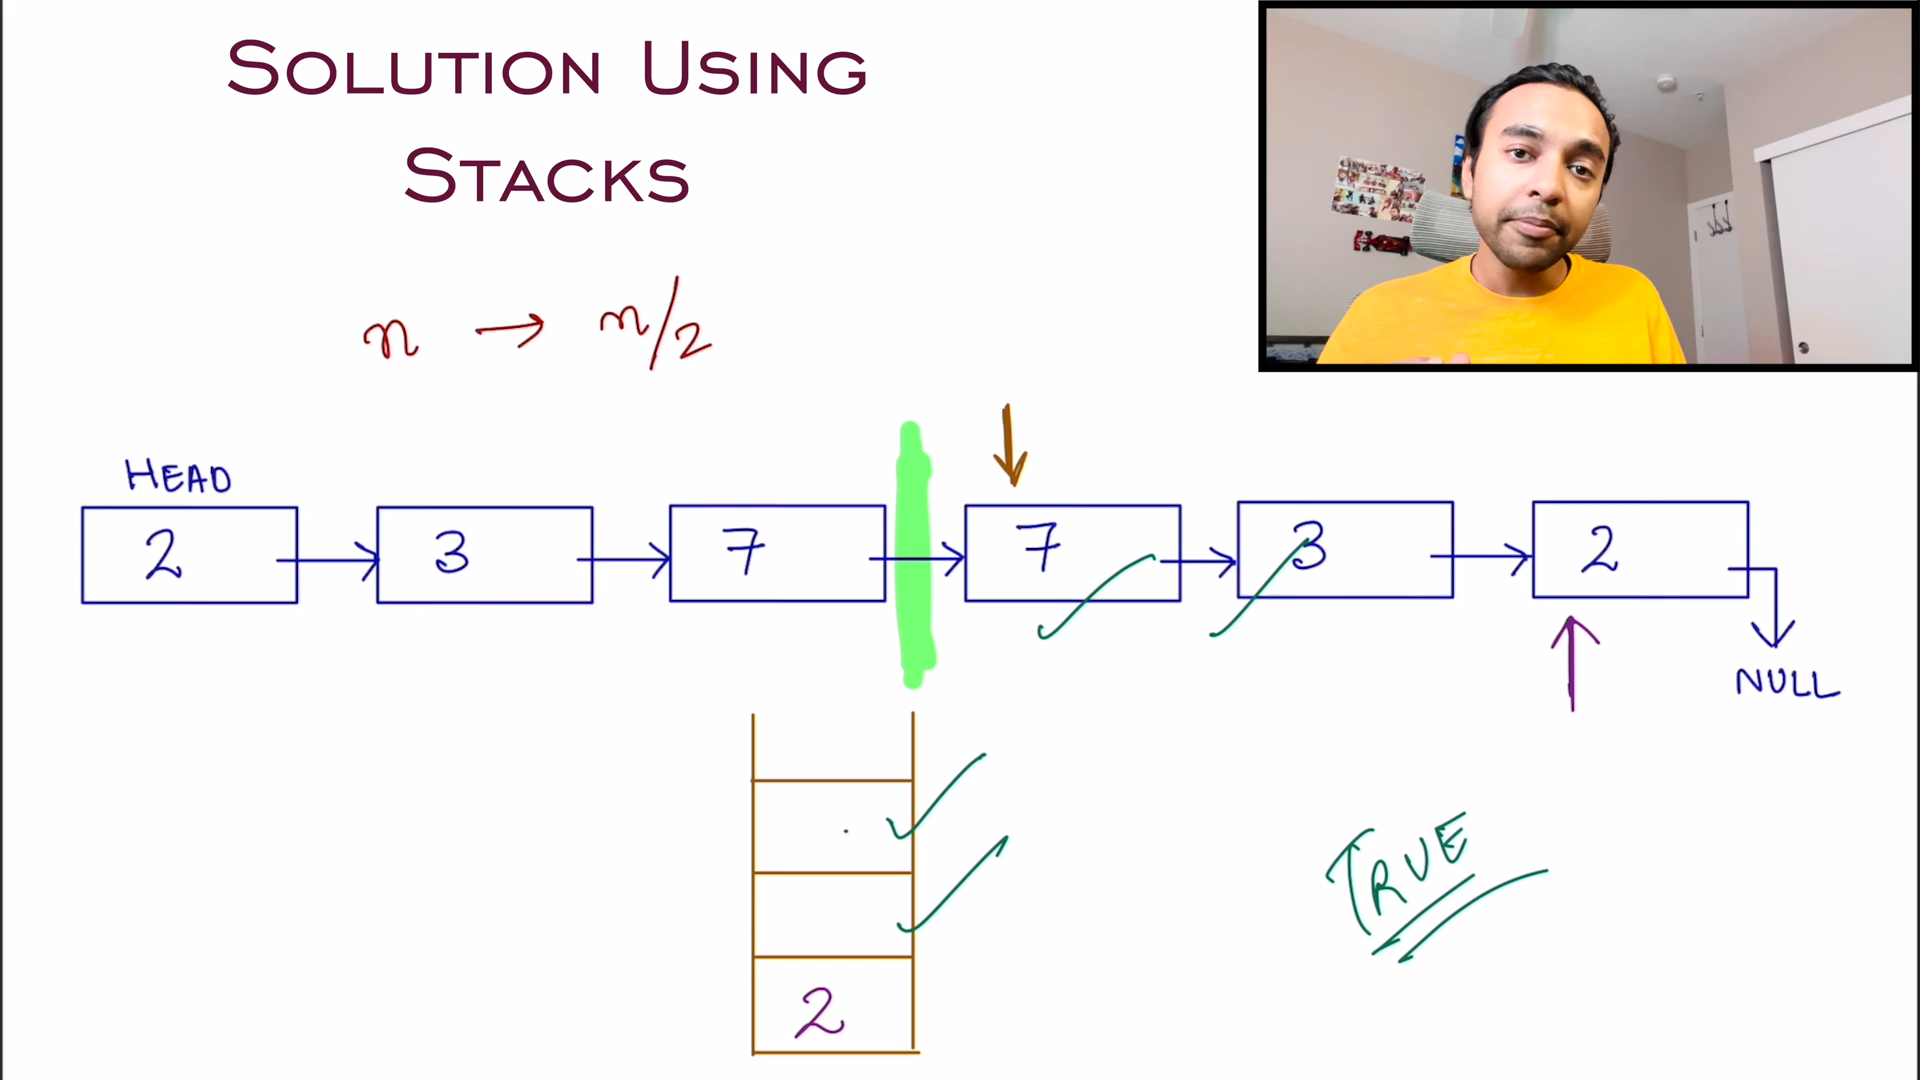 SOLUTION USING
STACKS
n → n/2
HEAD
2 3 7 7 3 2
NULL
2
TRUE